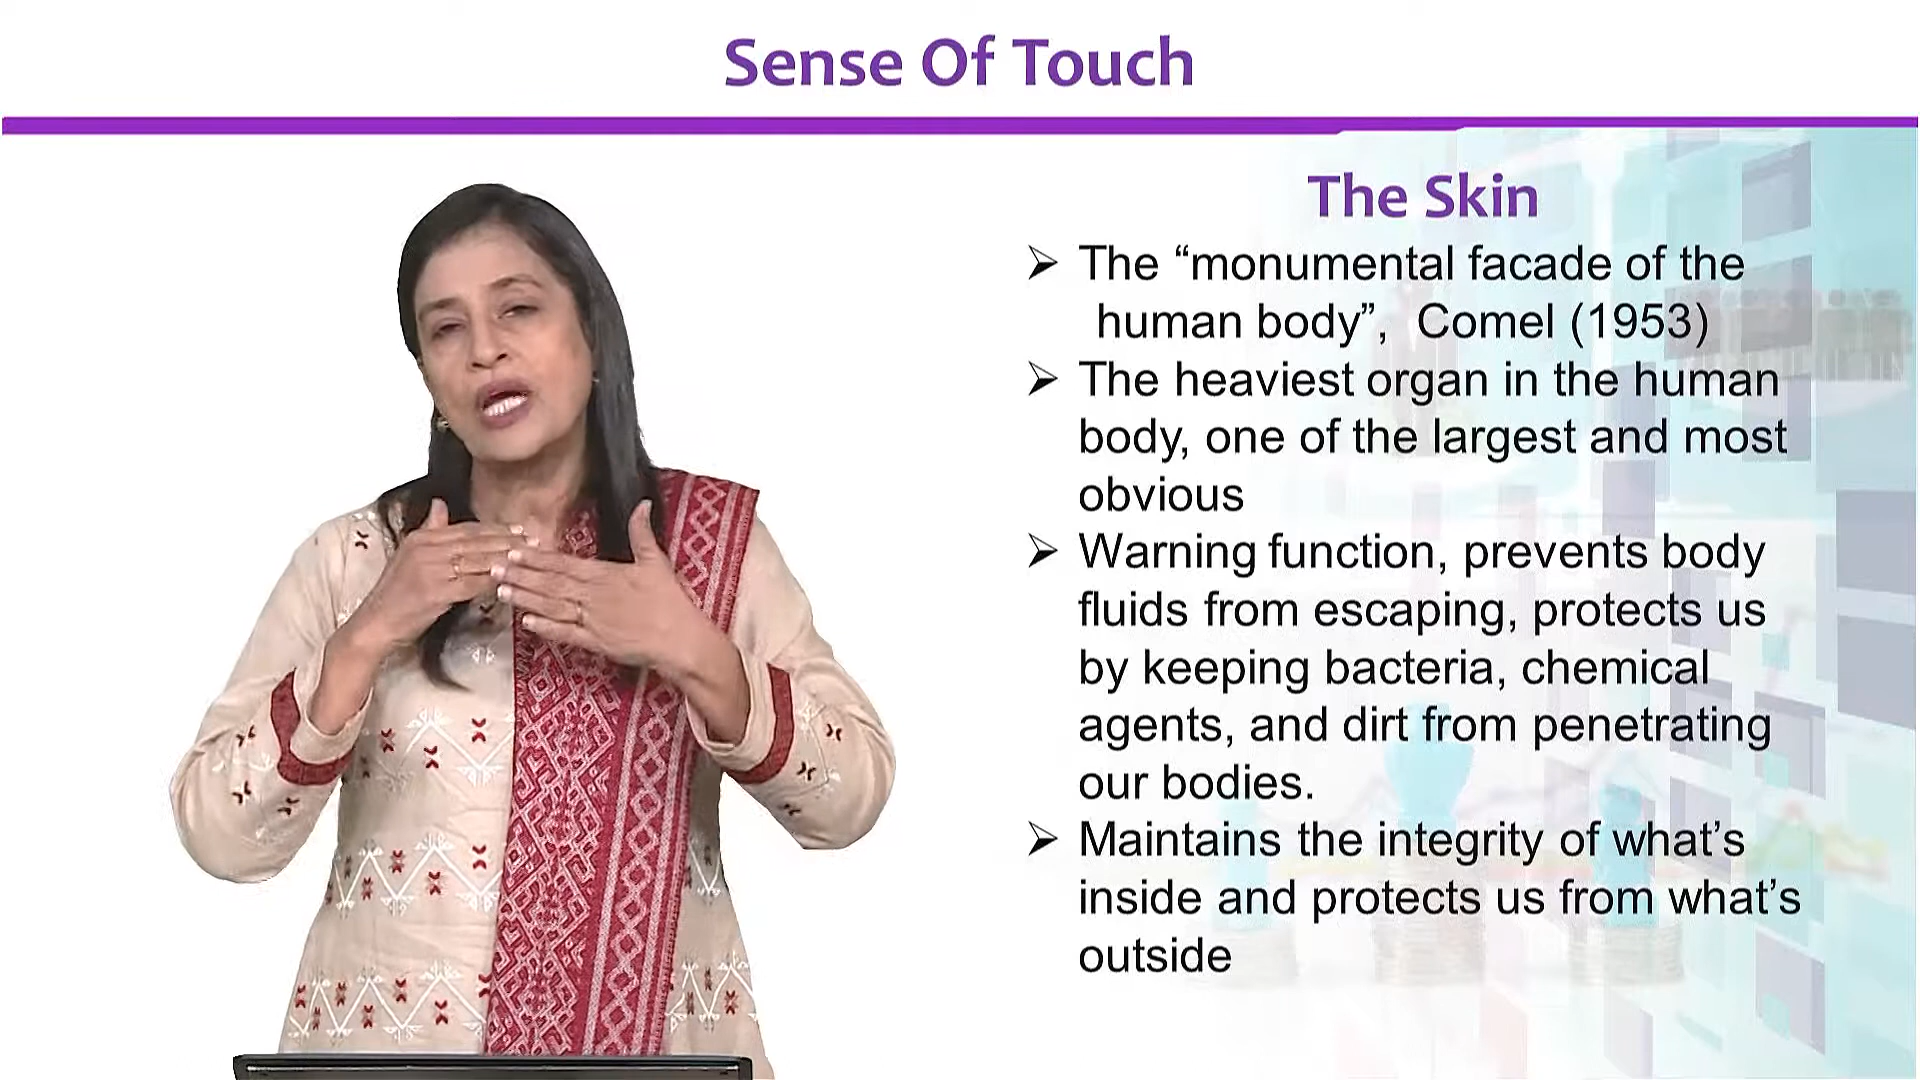 Sense Of Touch
The Skin
➢ The “monumental facade of the
human body”, Comel (1953)
➢ The heaviest organ in the human
body, one of the largest and most
obvious
➢ Warning function, prevents body
fluids from escaping, protects us
by keeping bacteria, chemical
agents, and dirt from penetrating
our bodies.
➢ Maintains the integrity of what’s
inside and protects us from what’s
outside